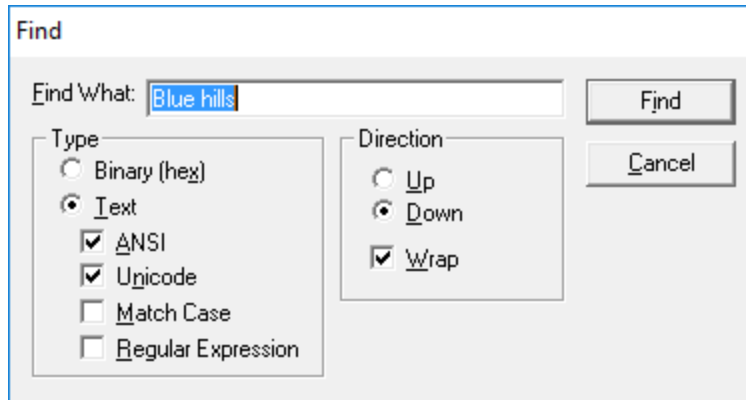 Find
Find What: Blue hills
Find
Cancel
Type
Binary (hex)
Text
ANSI
Unicode
Match Case
Regular Expression
Direction
Up
Down
Wrap